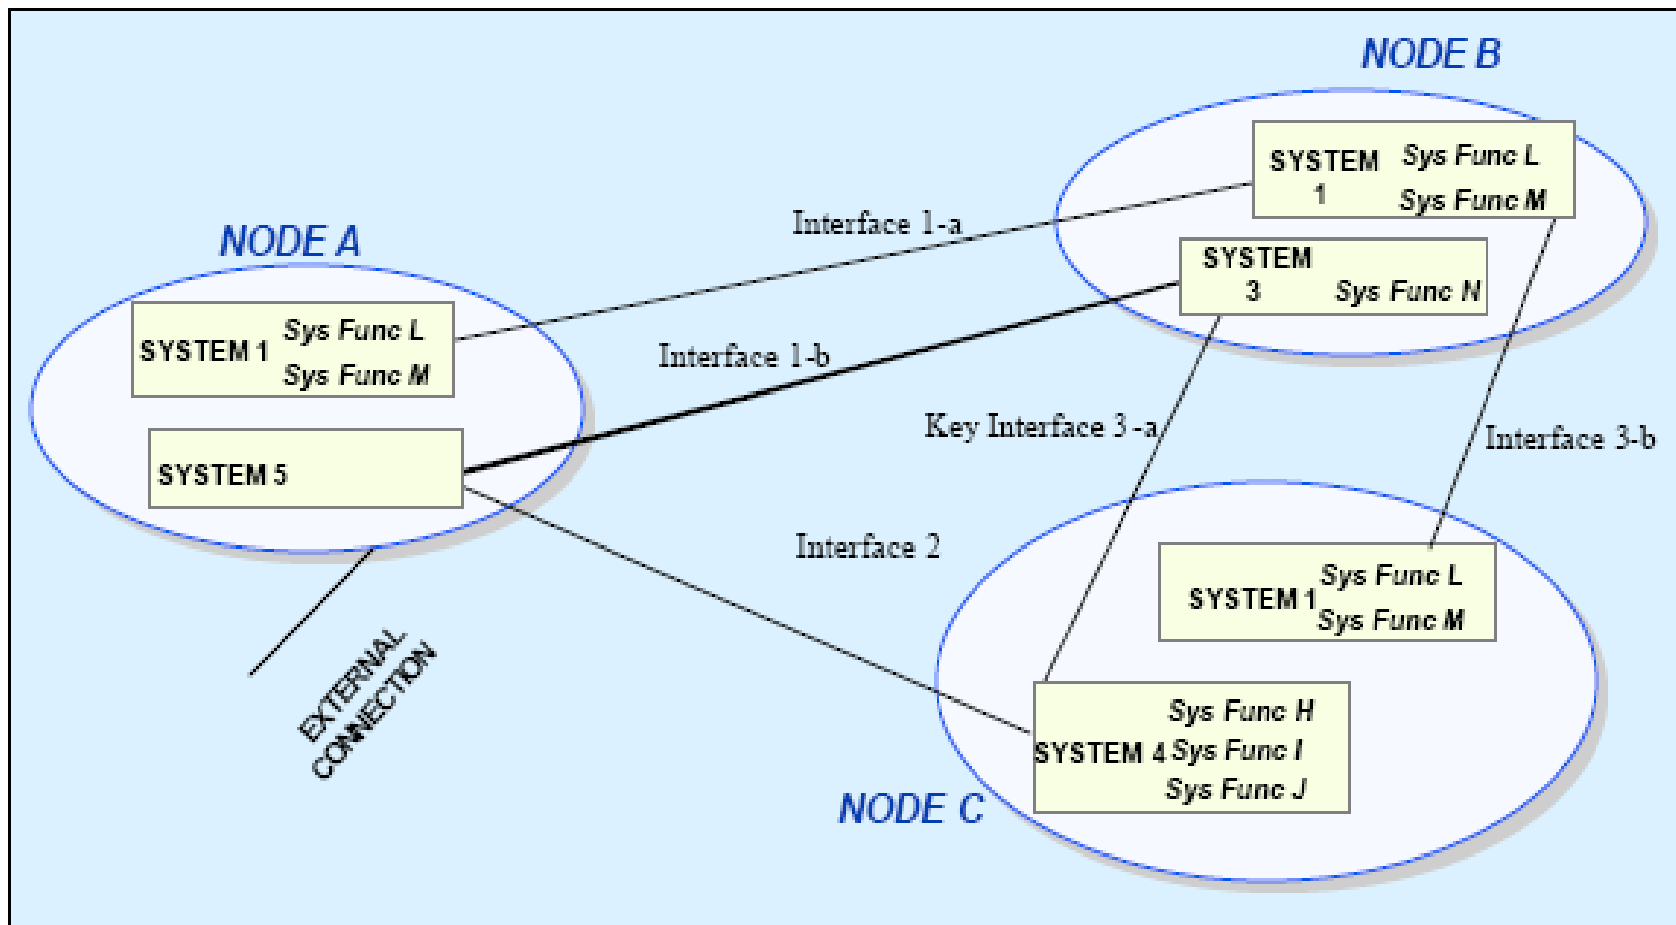 NODE B
SYSTEM
1
Sys Func L
Sys Func M
SYSTEM
3
Sys Func N
Interface 1-a
NODE A
SYSTEM 1
Sys Func L
Sys Func M
SYSTEM 5
Interface 1-b
Key Interface 3-a
Interface 3-b
Interface 2
EXTERNAL
CONNECTION
SYSTEM 1
Sys Func L
Sys Func M
SYSTEM 4
Sys Func H
Sys Func I
Sys Func J
NODE C